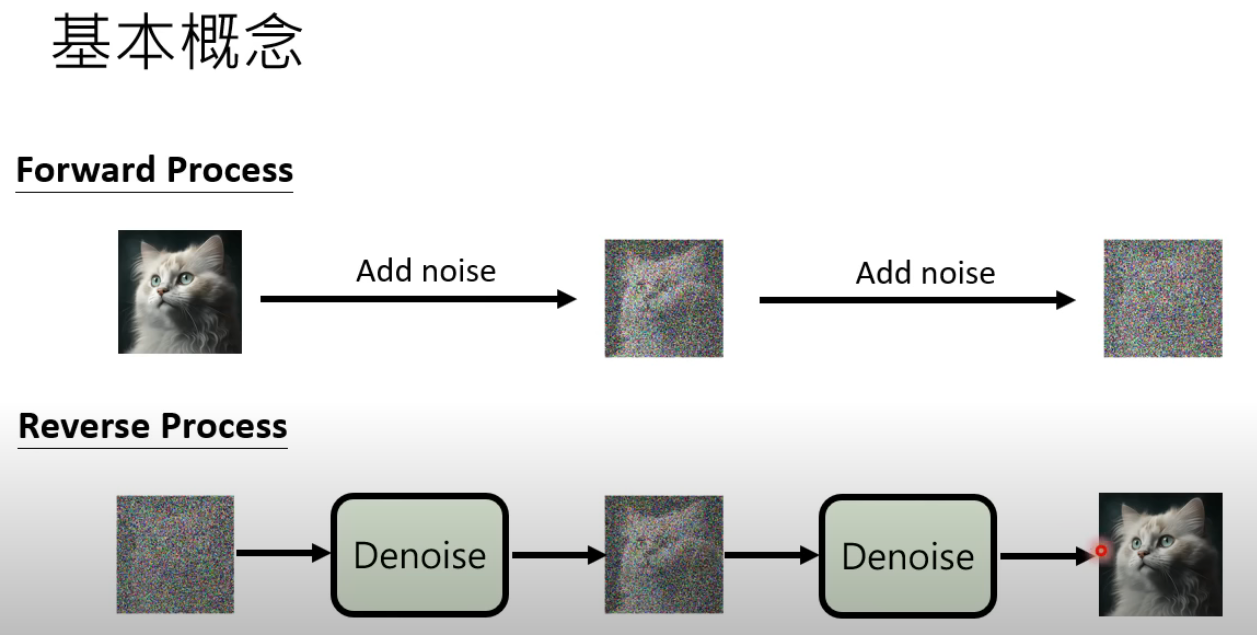 基本概念
Forward Process
Add noise
Add noise
Reverse Process
Denoise
Denoise